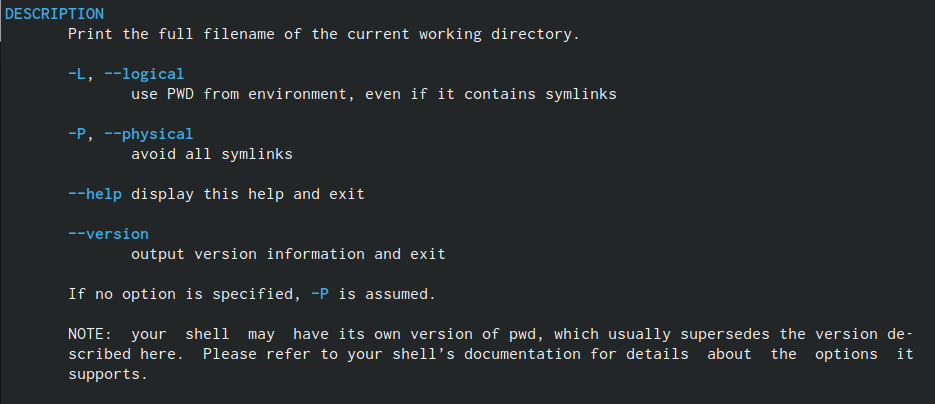 DESCRIPTION
Print the full filename of the current working directory.
-L, --logical
use PWD from environment, even if it contains symlinks
-P, --physical
avoid all symlinks
--help display this help and exit
--version
output version information and exit
If no option is specified, -P is assumed.
NOTE:  your  shell  may  have its own version of pwd, which usually supersedes the version de‐
scribed here.  Please refer to your shell’s documentation for details  about  the  options  it
supports.